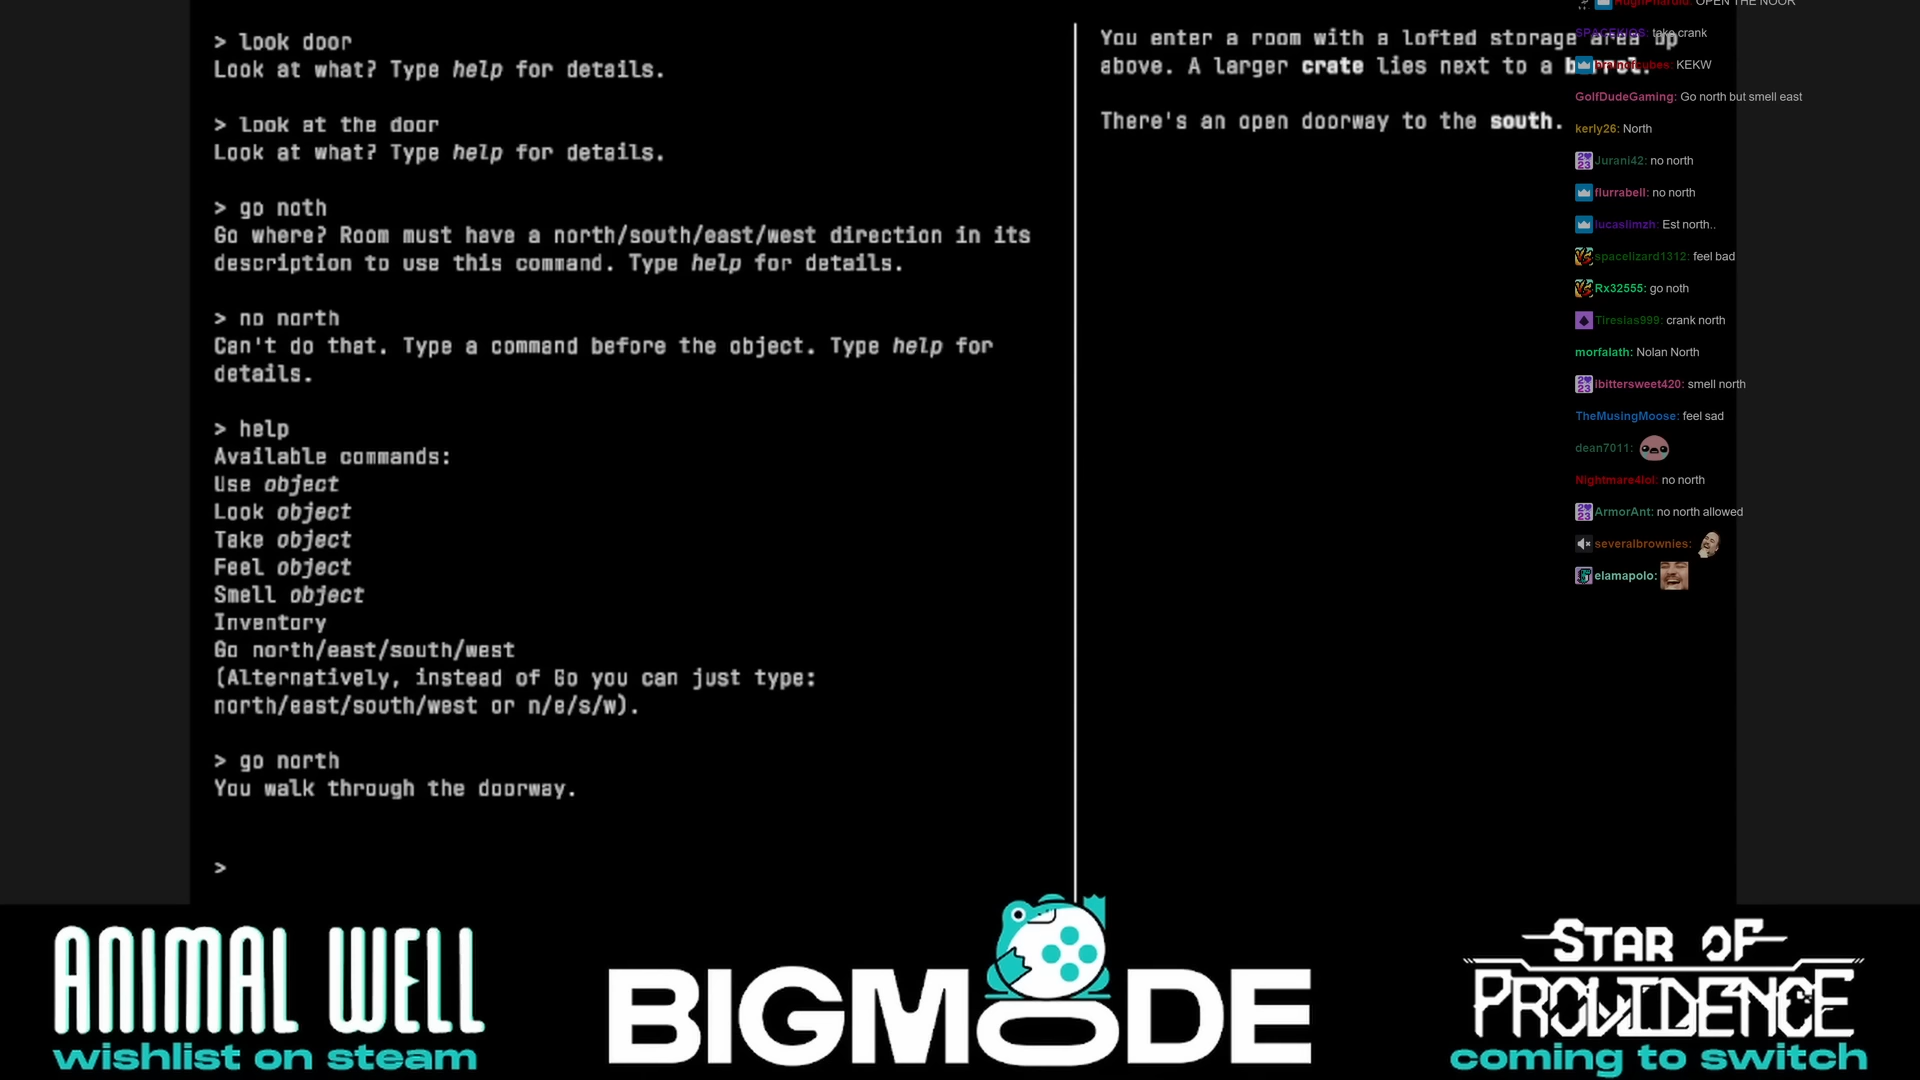 > look door
Look at what? Type help for details.
> look at the door
Look at what? Type help for details.
> go noth
Go where? Room must have a north/south/east/west direction in its
description to use this command. Type help for details.
> no north
Can't do that. Type a command before the object. Type help for
details.
> help
Available commands:
Use object
Look object
Take object
Feel object
Smell object
Inventory
Go north/east/south/west
(Alternatively, instead of Go you can just type:
north/east/south/west or n/e/s/w).
> go north
You walk through the doorway.
>
You enter a room with a lofted storage area up
above. A larger crate lies next to a barrel.
There's an open doorway to the south.
OPEN THE NOOR
take crank
brainofcubes: KEKW
GolfDudeGaming: Go north but smell east
kerly26: North
Jurani42: no north
flurrabell: no north
lucaslimzh: Est north..
spacelizard1312: feel bad
Rx32555: go noth
Tiresias999: crank north
morfalath: Nolan North
ibittersweet420: smell north
TheMusingMoose: feel sad
dean7011:
Nightmare4lol: no north
ArmorAnt: no north allowed
severalbrownies:
elamapolo:
ANIMAL WELL
wishlist on steam
BIGMODE
STAR OF
PROVIDENCE
coming to switch